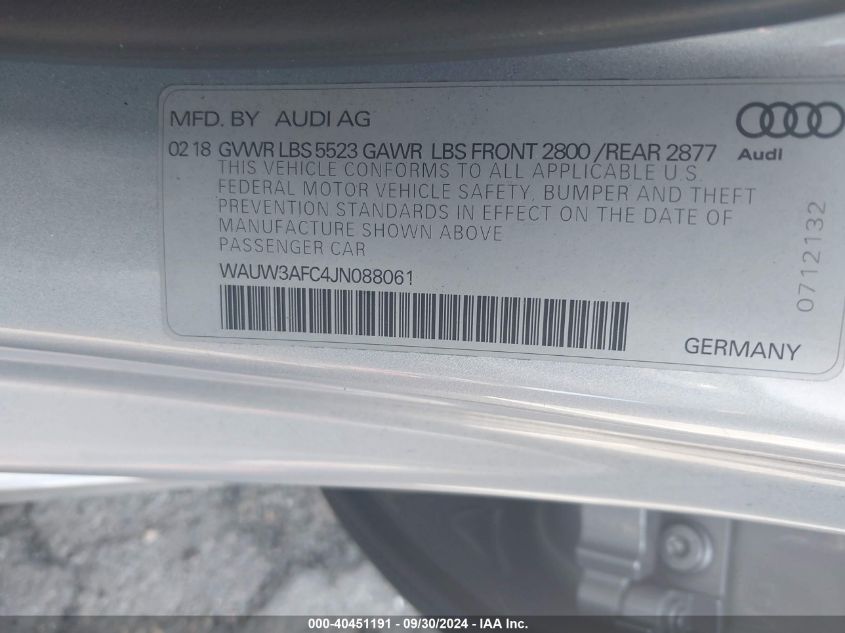 MFD. BY AUDI AG
02 18 GVWR LBS 5523 GAWR LBS FRONT 2800 /REAR 2877
Audi
THIS VEHICLE CONFORMS TO ALL APPLICABLE U.S.
FEDERAL MOTOR VEHICLE SAFETY, BUMPER AND THEFT
PREVENTION STANDARDS IN EFFECT ON THE DATE OF
MANUFACTURE SHOWN ABOVE
PASSENGER CAR
WAUW3AFC4JN088061
0712132
GERMANY
000-40451191 - 09/30/2024 - IAA Inc.